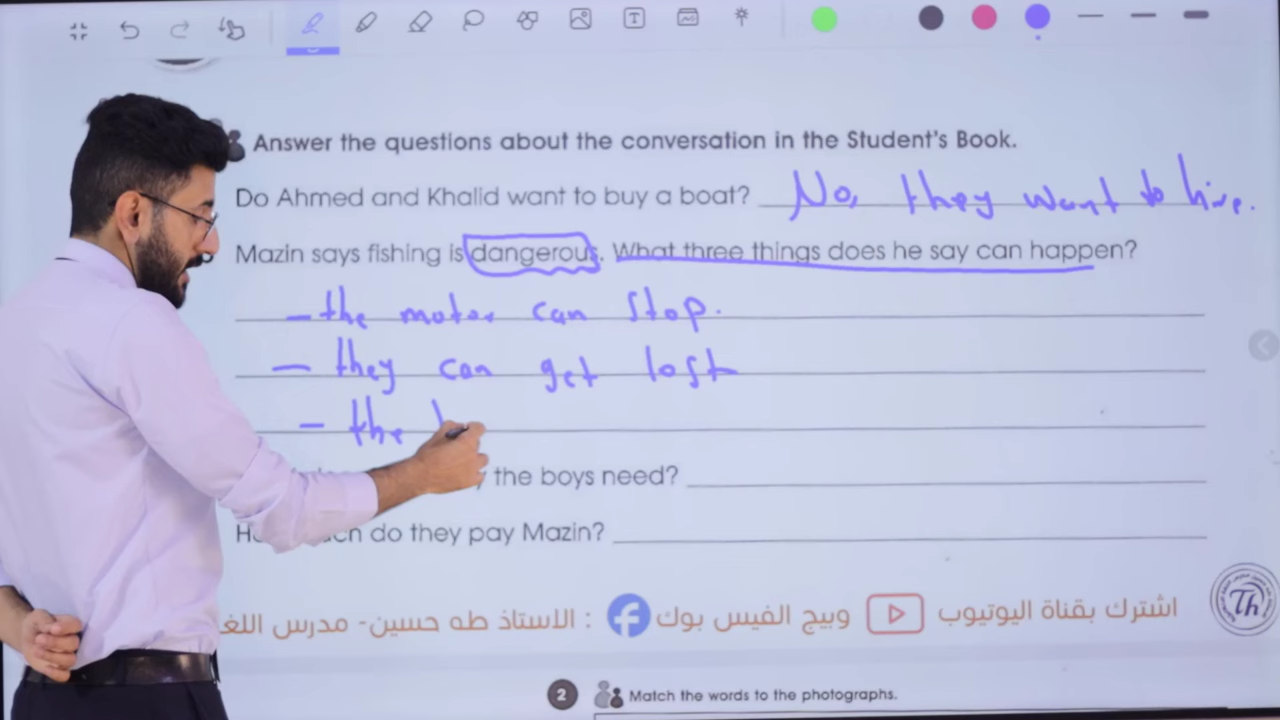 Answer the questions about the conversation in the Student's Book.
Do Ahmed and Khalid want to buy a boat? No, they want to hire.
Mazin says fishing is dangerous. What three things does he say can happen?
– the motor can stop.
– they can get lost
– the
the boys need?
do they pay Mazin?
اشترك بقناة اليوتيوب وبيج الفيس بوك : الاستاذ طه حسين- مدرس
Th
2 Match the words to the photographs.